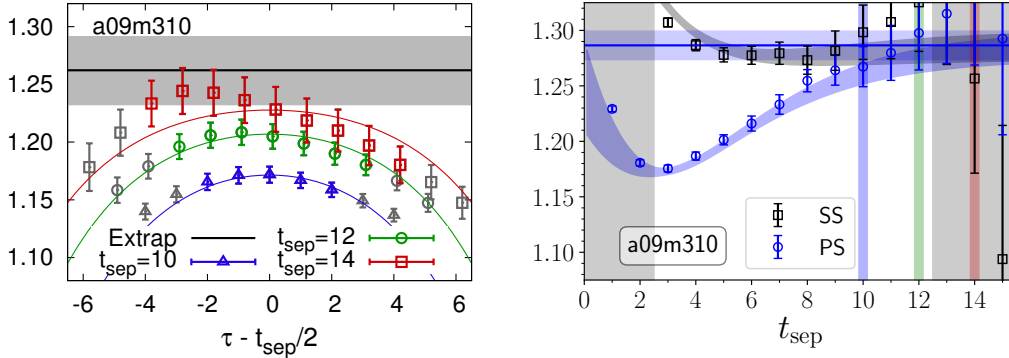 a09m310
1.30
1.25
1.20
1.15
1.10
Extrap
t_sep=12
t_sep=10
t_sep=14
-6 -4 -2 0 2 4 6
τ - t_sep/2
1.30
1.25
1.20
1.15
1.10
SS
PS
a09m310
0 2 4 6 8 10 12 14
t_sep